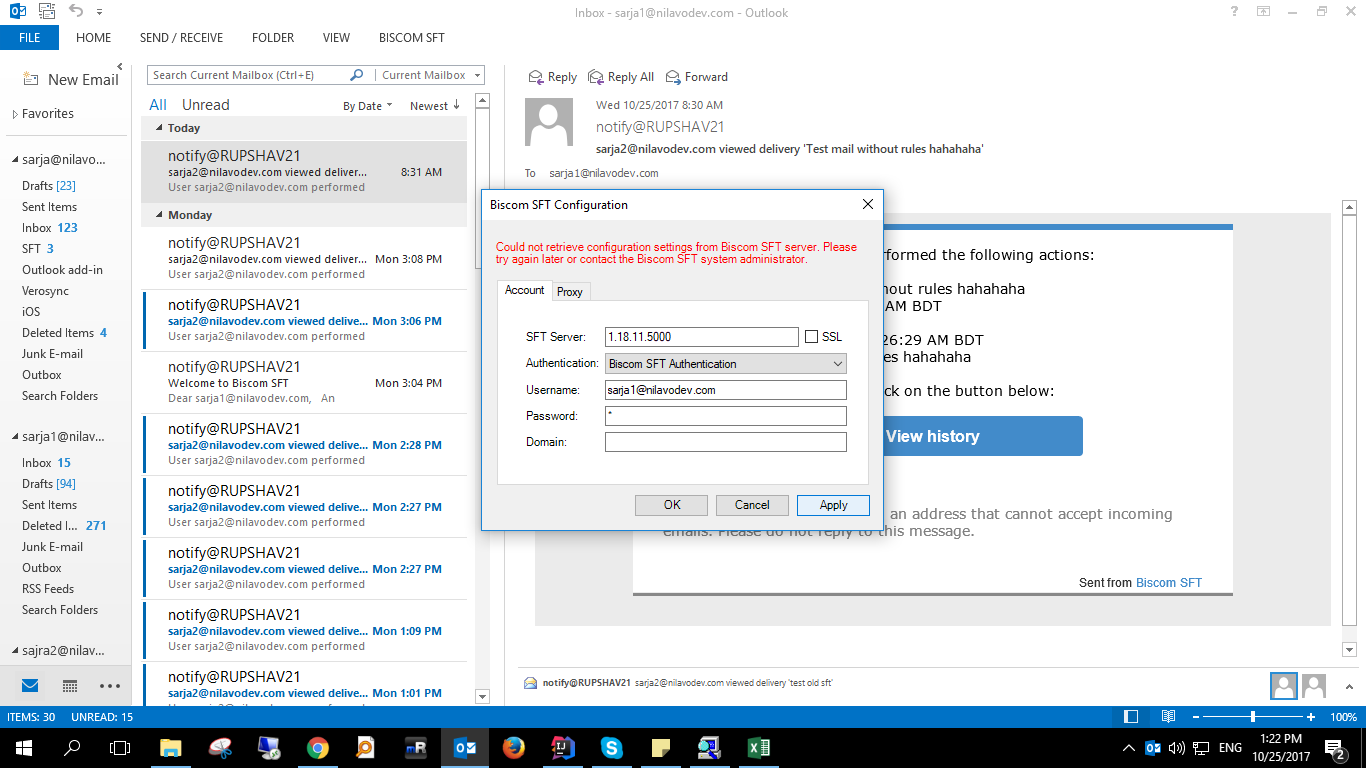 Inbox - sarja1@nilavodev.com - Outlook
FILE HOME SEND / RECEIVE FOLDER VIEW BISCOM SFT
New Email
Favorites
sarja@nilavo...
Drafts [23]
Sent Items
Inbox 123
SFT 3
Outlook add-in
Verosync
iOS
Deleted Items 4
Junk E-mail
Outbox
Search Folders
sarja1@nilav...
Inbox 15
Drafts [94]
Sent Items
Deleted I... 271
Junk E-mail
Outbox
RSS Feeds
Search Folders
sajra2@nilav...
Search Current Mailbox (Ctrl+E) Current Mailbox
All Unread By Date Newest
Today
notify@RUPSHAV21
sarja2@nilavodev.com viewed deliver... 8:31 AM
User sarja2@nilavodev.com performed
Monday
notify@RUPSHAV21
sarja2@nilavodev.com viewed deliver... Mon 3:08 PM
User sarja2@nilavodev.com performed
notify@RUPSHAV21
sarja2@nilavodev.com viewed delive... Mon 3:06 PM
User sarja2@nilavodev.com performed
notify@RUPSHAV21
Welcome to Biscom SFT Mon 3:04 PM
Dear sarja1@nilavodev.com, An
notify@RUPSHAV21
sarja2@nilavodev.com viewed delive... Mon 2:28 PM
User sarja2@nilavodev.com performed
notify@RUPSHAV21
sarja2@nilavodev.com viewed delive... Mon 2:27 PM
User sarja2@nilavodev.com performed
notify@RUPSHAV21
sarja2@nilavodev.com viewed delive... Mon 2:27 PM
User sarja2@nilavodev.com performed
notify@RUPSHAV21
sarja2@nilavodev.com viewed delive... Mon 1:09 PM
User sarja2@nilavodev.com performed
notify@RUPSHAV21
sarja2@nilavodev.com viewed delive... Mon 1:01 PM
Reply Reply All Forward
Wed 10/25/2017 8:30 AM
notify@RUPSHAV21
sarja2@nilavodev.com viewed delivery 'Test mail without rules hahahaha'
To sarja1@nilavodev.com
Biscom SFT Configuration
Could not retrieve configuration settings from Biscom SFT server. Please
try again later or contact the Biscom SFT system administrator.
Account Proxy
SFT Server: 1.18.11.5000 SSL
Authentication: Biscom SFT Authentication
Username: sarja1@nilavodev.com
Password: *
Domain:
OK Cancel Apply
formed the following actions:
hout rules hahahaha
AM BDT
26:29 AM BDT
es hahahaha
ck on the button below:
View history
an address that cannot accept incoming
emails. Please do not reply to this message.
Sent from Biscom SFT
notify@RUPSHAV21 sarja2@nilavodev.com viewed delivery 'test old sft'
ITEMS: 30 UNREAD: 15 100%
mR ENG 1:22 PM
10/25/2017 2